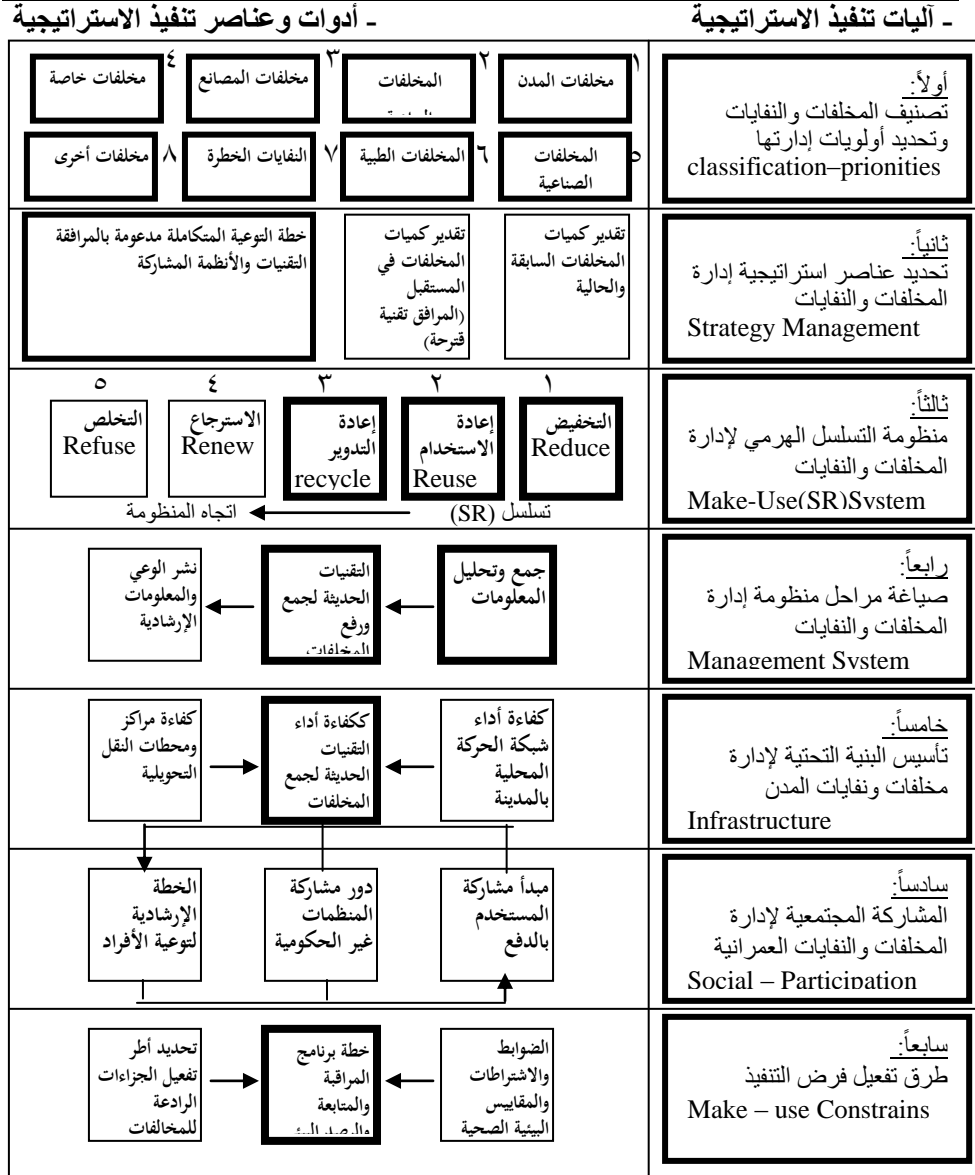 ـ آليات تنفيذ الاستراتيجية
ـ أدوات وعناصر تنفيذ الاستراتيجية
أولاً:
تصنيف المخلفات والنفايات
وتحديد أولويات إدارتها
classification–prionities
١
مخلفات المدن
٢
المخلفات
٣
مخلفات المصانع
٤
مخلفات خاصة
٥
المخلفات
الصناعية
٦
المخلفات الطبية
٧
النفايات الخطرة
٨
مخلفات أخرى
ثانياً:
تحديد عناصر استراتيجية إدارة
المخلفات والنفايات
Strategy Management
تقدير كميات
المخلفات السابقة
والحالية
تقدير كميات
المخلفات في
المستقبل
(المرافق تقنية
قترحة)
خطة التوعية المتكاملة مدعومة بالمرافقة
التقنيات والأنظمة المشاركة
ثالثاً:
منظومة التسلسل الهرمي لإدارة
المخلفات والنفايات
Make-Use(SR)System
١
التخفيض
Reduce
٢
إعادة
الاستخدام
Reuse
٣
إعادة
التدوير
recycle
٤
الاسترجاع
Renew
٥
التخلص
Refuse
تسلسل (SR)
اتجاه المنظومة
رابعاً:
صياغة مراحل منظومة إدارة
المخلفات والنفايات
Management System
جمع وتحليل
المعلومات
التقنيات
الحديثة لجمع
ورفع
المخلفات
نشر الوعي
والمعلومات
الإرشادية
خامساً:
تأسيس البنية التحتية لإدارة
مخلفات ونفايات المدن
Infrastructure
كفاءة أداء
شبكة الحركة
المحلية
بالمدينة
ككفاءة أداء
التقنيات
الحديثة لجمع
المخلفات
كفاءة مراكز
ومحطات النقل
التحويلية
سادساً:
المشاركة المجتمعية لإدارة
المخلفات والنفايات العمرانية
Social – Participation
مبدأ مشاركة
المستخدم
بالدفع
دور مشاركة
المنظمات
غير الحكومية
الخطة
الإرشادية
لتوعية الأفراد
سابعاً:
طرق تفعيل فرض التنفيذ
Make – use Constrains
الضوابط
والاشتراطات
والمقاييس
البيئية الصحية
خطة برنامج
المراقبة
والمتابعة
تحديد أطر
تفعيل الجزاءات
الرادعة
للمخالفات